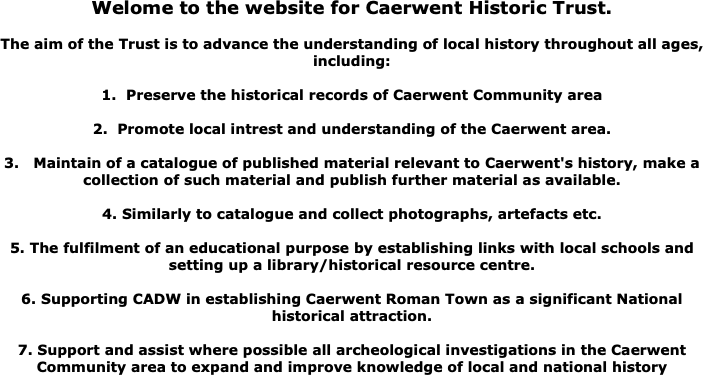 Welome to the website for Caerwent Historic Trust.
The aim of the Trust is to advance the understanding of local history throughout all ages,
including:
1.  Preserve the historical records of Caerwent Community area
2.  Promote local intrest and understanding of the Caerwent area.
3.   Maintain of a catalogue of published material relevant to Caerwent's history, make a
collection of such material and publish further material as available.
4. Similarly to catalogue and collect photographs, artefacts etc.
5. The fulfilment of an educational purpose by establishing links with local schools and
setting up a library/historical resource centre.
6. Supporting CADW in establishing Caerwent Roman Town as a significant National
historical attraction.
7. Support and assist where possible all archeological investigations in the Caerwent
Community area to expand and improve knowledge of local and national history